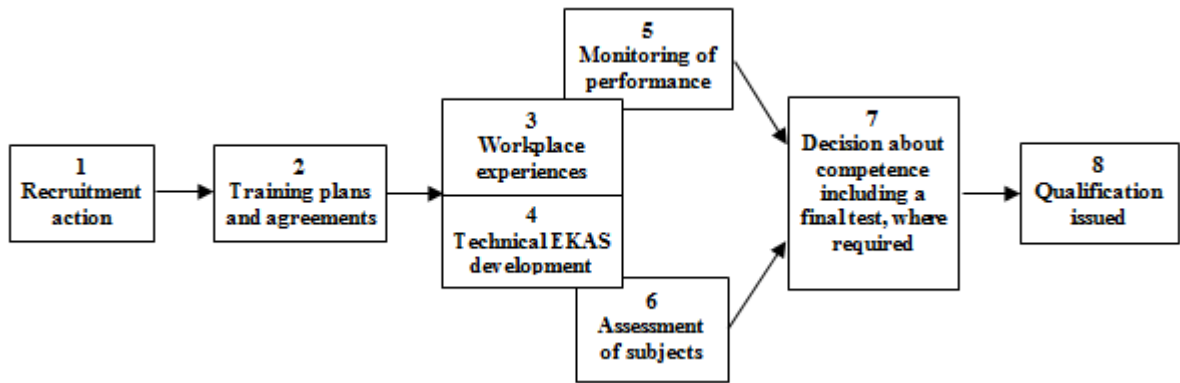 1
Recruitment
action
2
Training plans
and agreements
3
Workplace
experiences
4
Technical EKAS
development
5
Monitoring of
performance
6
Assessment
of subjects
7
Decision about
competence
including a
final test, where
required
8
Qualification
issued